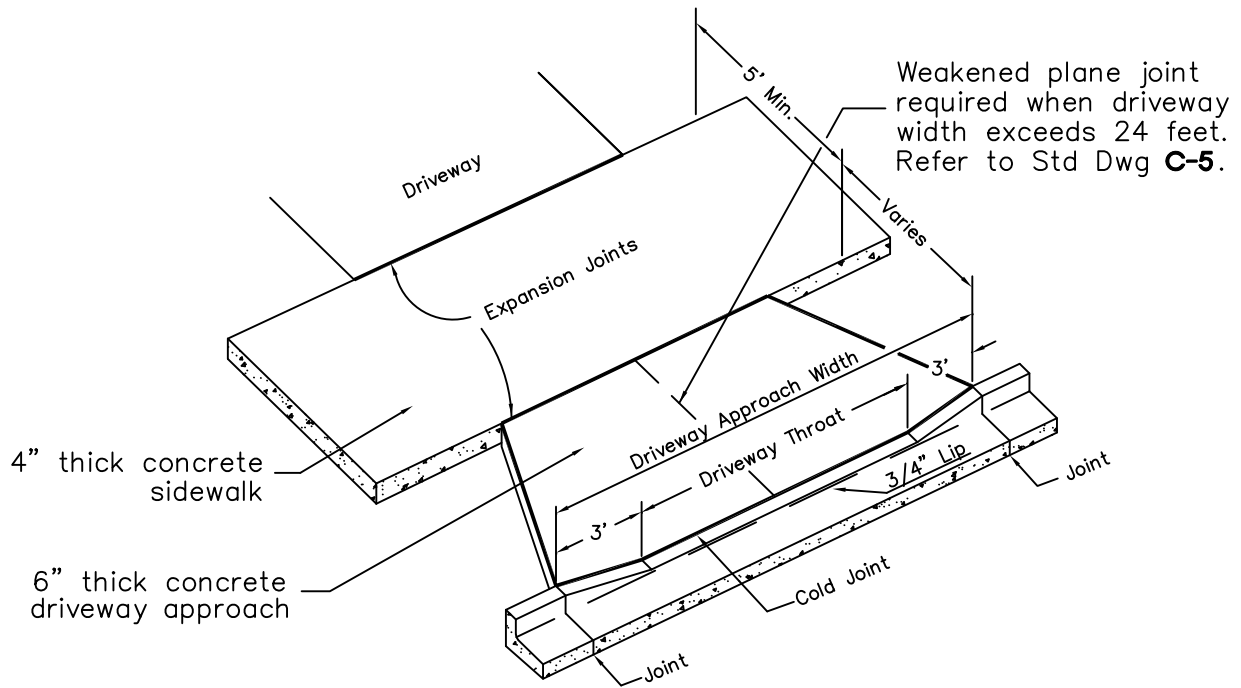 5' Min.
Weakened plane joint
required when driveway
width exceeds 24 feet.
Refer to Std Dwg C-5.
Driveway
Varies
Expansion Joints
3'
Driveway Approach Width
Driveway Throat
4” thick concrete
sidewalk
3/4” Lip
Joint
3'
6” thick concrete
driveway approach
Cold Joint
Joint